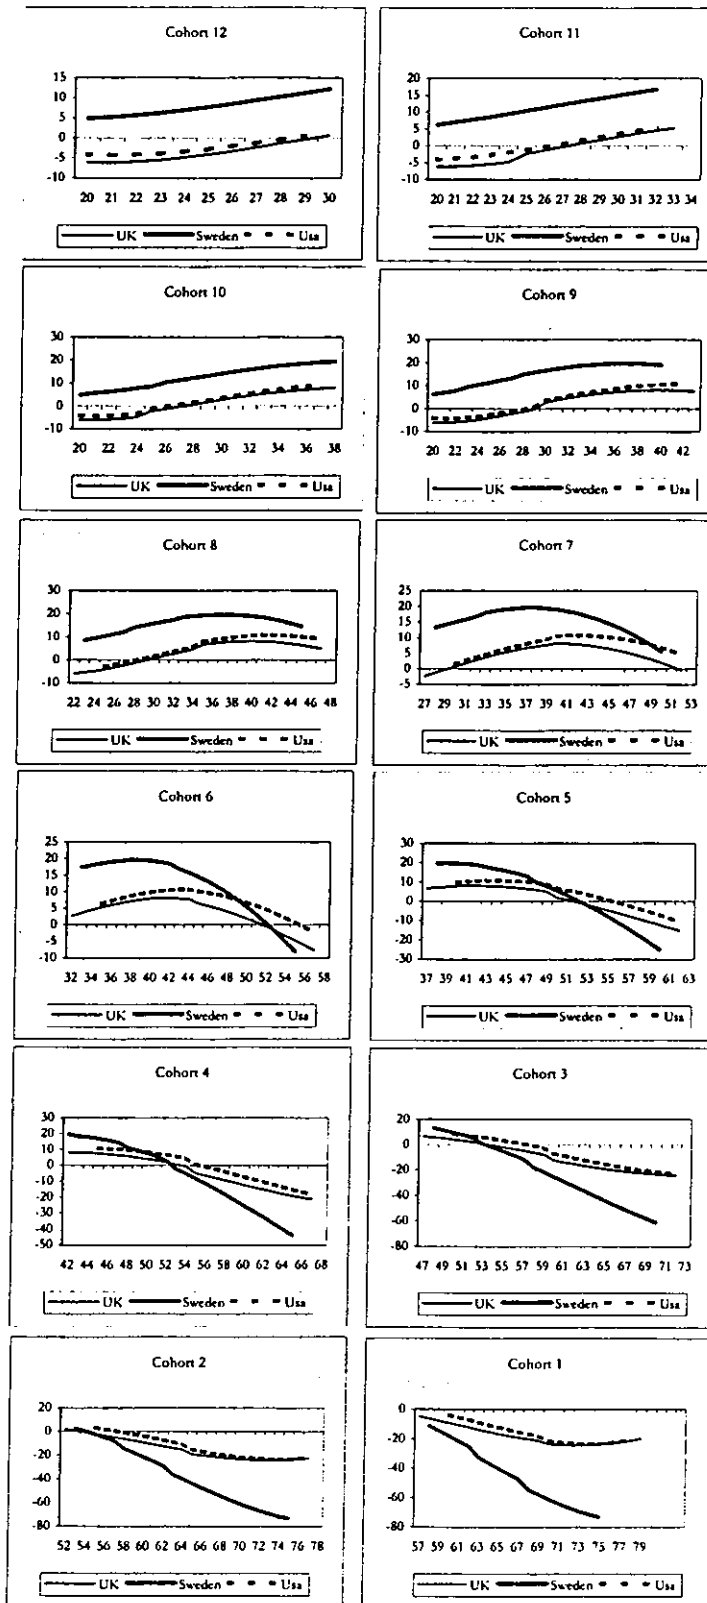 Cohort 12
15
10
5
0
-5
-10
20 21 22 23 24 25 26 27 28 29 30
UK Sweden Usa
Cohort 11
20
15
10
5
0
-5
-10
20 21 22 23 24 25 26 27 28 29 30 31 32 33 34
UK Sweden Usa
Cohort 10
30
20
10
0
-10
20 22 24 26 28 30 32 34 36 38
UK Sweden Usa
Cohort 9
30
20
10
0
-10
20 22 24 26 28 30 32 34 36 38 40 42
UK Sweden Usa
Cohort 8
30
20
10
0
-10
22 24 26 28 30 32 34 36 38 40 42 44 46 48
UK Sweden Usa
Cohort 7
25
20
15
10
5
0
-5
27 29 31 33 35 37 39 41 43 45 47 49 51 53
UK Sweden Usa
Cohort 6
25
20
15
10
5
0
-5
-10
32 34 36 38 40 42 44 46 48 50 52 54 56 58
UK Sweden Usa
Cohort 5
30
20
10
0
-10
-20
-30
37 39 41 43 45 47 49 51 53 55 57 59 61 63
UK Sweden Usa
Cohort 4
30
20
10
0
-10
-20
-30
-40
-50
42 44 46 48 50 52 54 56 58 60 62 64 66 68
UK Sweden Usa
Cohort 3
20
0
-20
-40
-60
-80
47 49 51 53 55 57 59 61 63 65 67 69 71 73
UK Sweden Usa
Cohort 2
20
0
-20
-40
-60
-80
52 54 56 58 60 62 64 66 68 70 72 74 76 78
UK Sweden Usa
Cohort 1
0
-20
-40
-60
-80
57 59 61 63 65 67 69 71 73 75 77 79
UK Sweden Usa